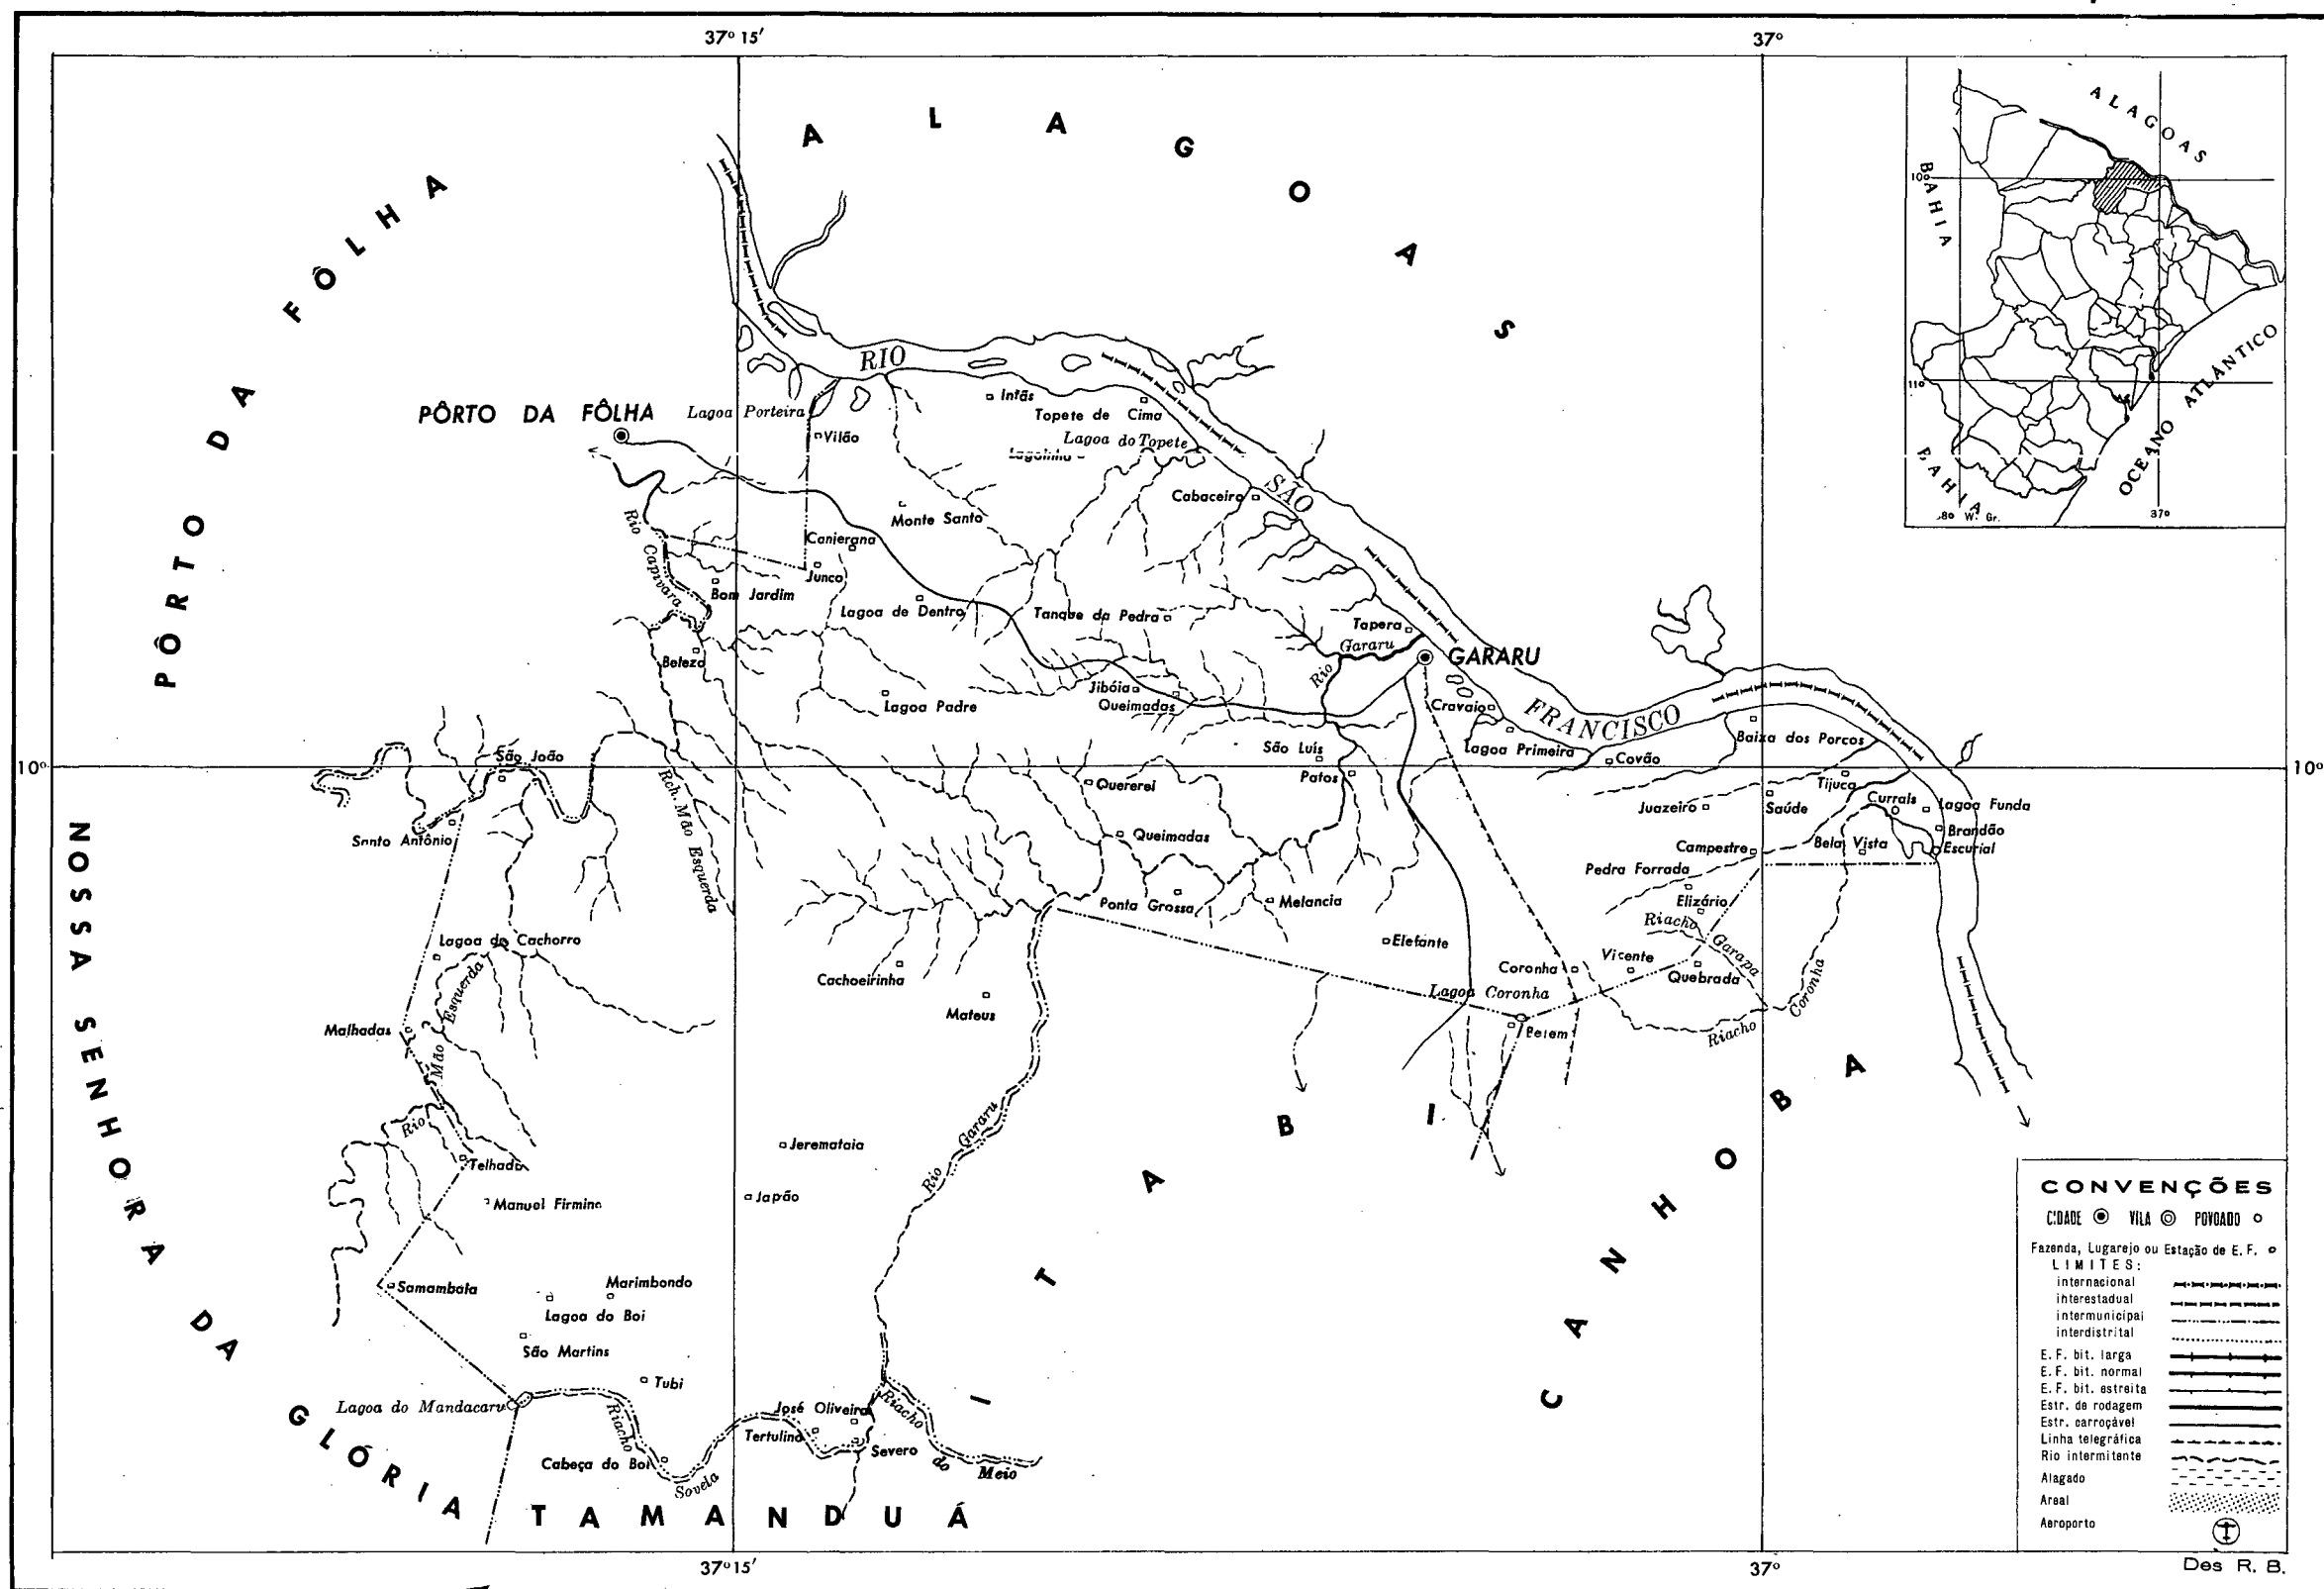 37° 15′
37°
ALAGOAS
PÔRTO DA FÔLHA
NOSSA SENHORA DA GLÓRIA
TAMANDUÁ
ITABI
CANHOBA
ALAGOAS
BAHIA
10°
11°
BAHIA
OCEANO ATLÂNTICO
38° W. Gr.
37°
RIO SÃO FRANCISCO
PÔRTO DA FÔLHA
Lagoa Porteira
Vilão
Intãs
Topete de Cima
Lagoa do Topete
Lagoinha
Cabaceiro
Monte Santo
Rio Capivara
Canierana
Junco
Bom Jardim
Lagoa de Dentro
Tanque da Pedra
Tapera
Rio Gararu
GARARU
Beleza
Lagoa Padre
Jibóia
Queimadas
Cravaio
São Luís
Lagoa Primeira
Covão
Baixa dos Porcos
10°
10°
São João
Patos
Quererei
Tijuca
Juazeiro
Saúde
Currais
Lagoa Funda
Brandão
Escurial
Santo Antônio
Rch. Mão Esquerda
Queimadas
Campestre
Bela Vista
Pedra Forrada
Ponta Grossa
Melancia
Elizário
Riacho Garapa
Lagoa do Cachorro
Elefante
Vicente
Coronha
Quebrada
Cachoeirinha
Lagoa Coronha
Riacho Coronha
Mateus
Belem
Malhadas
Rio Mão Esquerda
Rio Gararu
Jeremataia
Telhado
Japão
Manuel Firmino
Samambaia
Marimbondo
Lagoa do Boi
São Martins
Tubi
Lagoa do Mandacaru
José Oliveira
Tertulino
Severo
Riacho do Meio
Cabeça do Boi
Riacho Sovela
CONVENÇÕES
CIDADE VILA POVOADO
Fazenda, Lugarejo ou Estação de E. F.
LIMITES:
internacional
interestadual
intermunicipal
interdistrital
E. F. bit. larga
E. F. bit. normal
E. F. bit. estreita
Estr. de rodagem
Estr. carroçável
Linha telegráfica
Rio intermitente
Alagado
Areal
Aeroporto
37° 15′
37°
Des R. B.